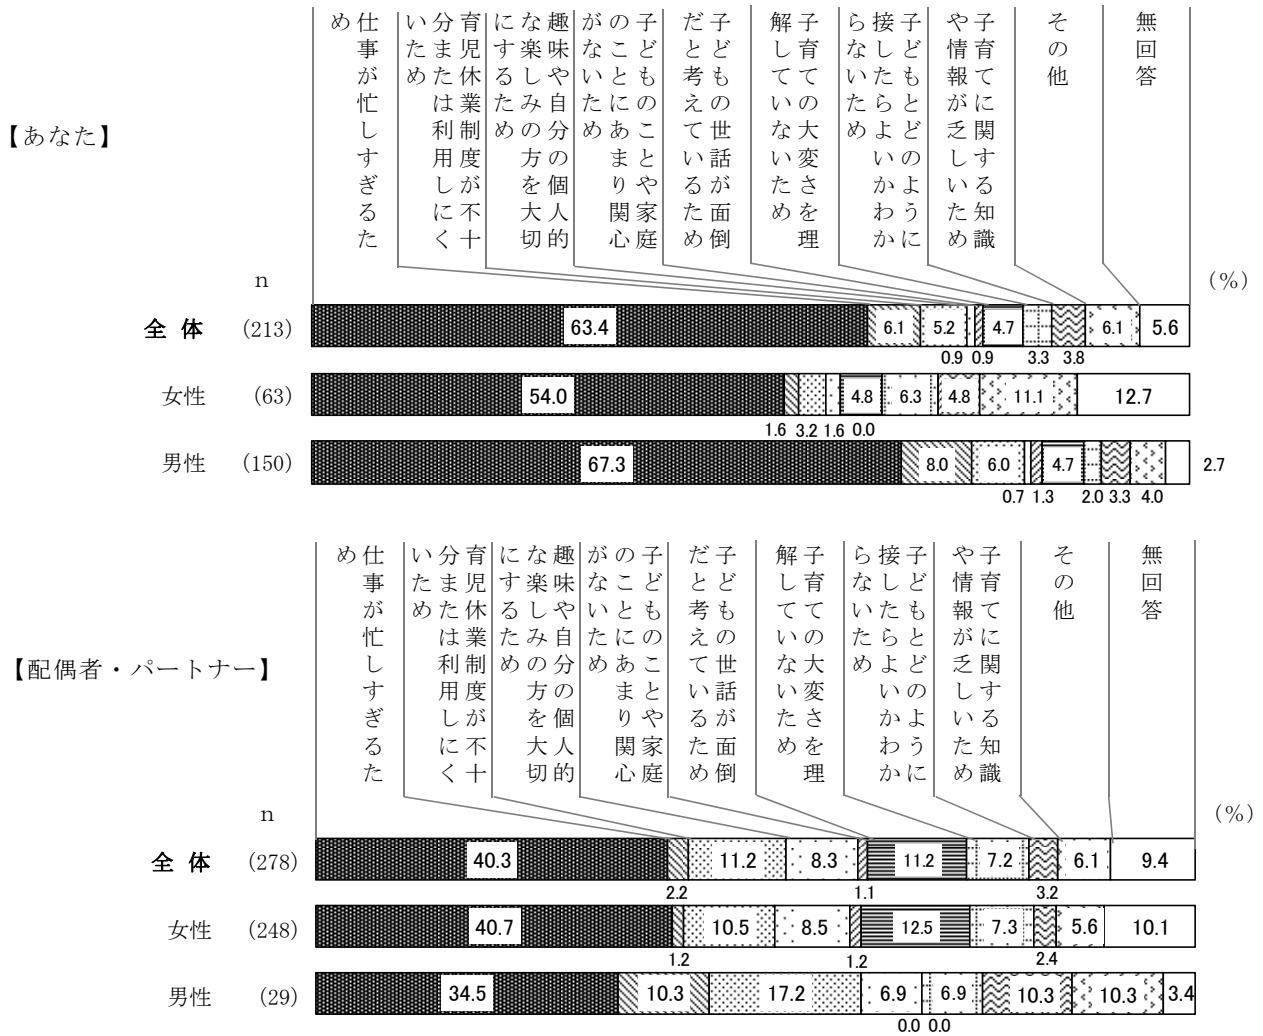 仕事が忙しすぎるた
め
育児休業制度が不十
分または利用しにく
いため
趣味や自分の個人的
な楽しみの方を大切
にするため
子どものことや家庭
のことにあまり関心
がないため
子どもの世話が面倒
だと考えているため
子育ての大変さを理
解していないため
子どもとどのように
接したらよいかわか
らないため
子育てに関する知識
や情報が乏しいため
その他
無回答
【あなた】
n
(%)
全 体 (213) 63.4 6.1 5.2 4.7 6.1 5.6
0.9 0.9 3.3 3.8
女性 (63) 54.0 4.8 6.3 4.8 11.1 12.7
1.6 3.2 1.6 0.0
男性 (150) 67.3 8.0 6.0 4.7 2.7
0.7 1.3 2.0 3.3 4.0
仕事が忙しすぎるた
め
育児休業制度が不十
分または利用しにく
いため
趣味や自分の個人的
な楽しみの方を大切
にするため
子どものことや家庭
のことにあまり関心
がないため
子どもの世話が面倒
だと考えているため
子育ての大変さを理
解していないため
子どもとどのように
接したらよいかわか
らないため
子育てに関する知識
や情報が乏しいため
その他
無回答
【配偶者・パートナー】
n
(%)
全 体 (278) 40.3 11.2 8.3 11.2 7.2 6.1 9.4
2.2 1.1 3.2
女性 (248) 40.7 10.5 8.5 12.5 7.3 5.6 10.1
1.2 1.2 2.4
男性 (29) 34.5 10.3 17.2 6.9 6.9 10.3 10.3 3.4
0.0 0.0